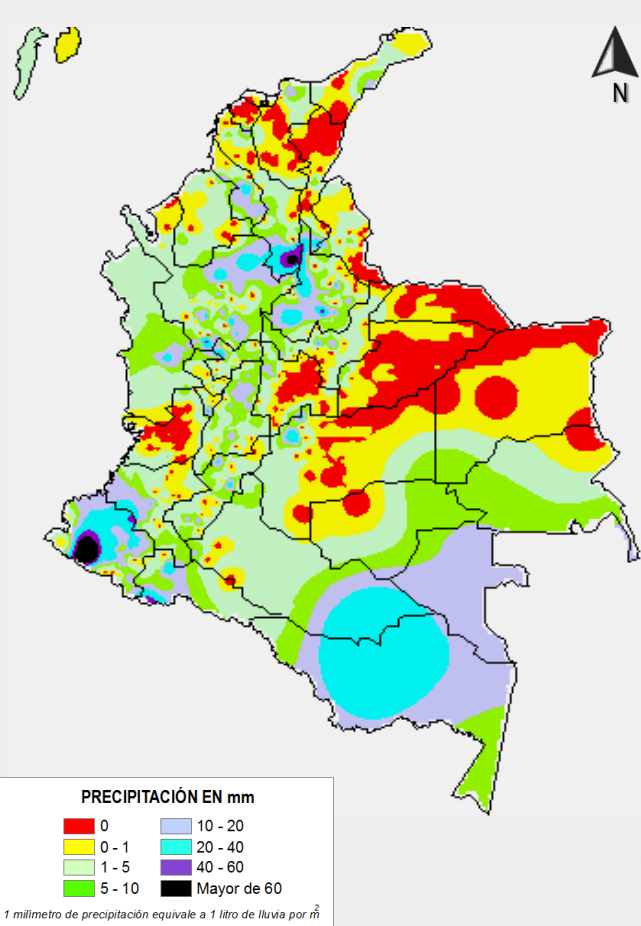 N
PRECIPITACIÓN EN mm
0
10 - 20
0 - 1
20 - 40
1 - 5
40 - 60
5 - 10
Mayor de 60
1 milìmetro de precipitación equivale a 1 litro de lluvia por m²